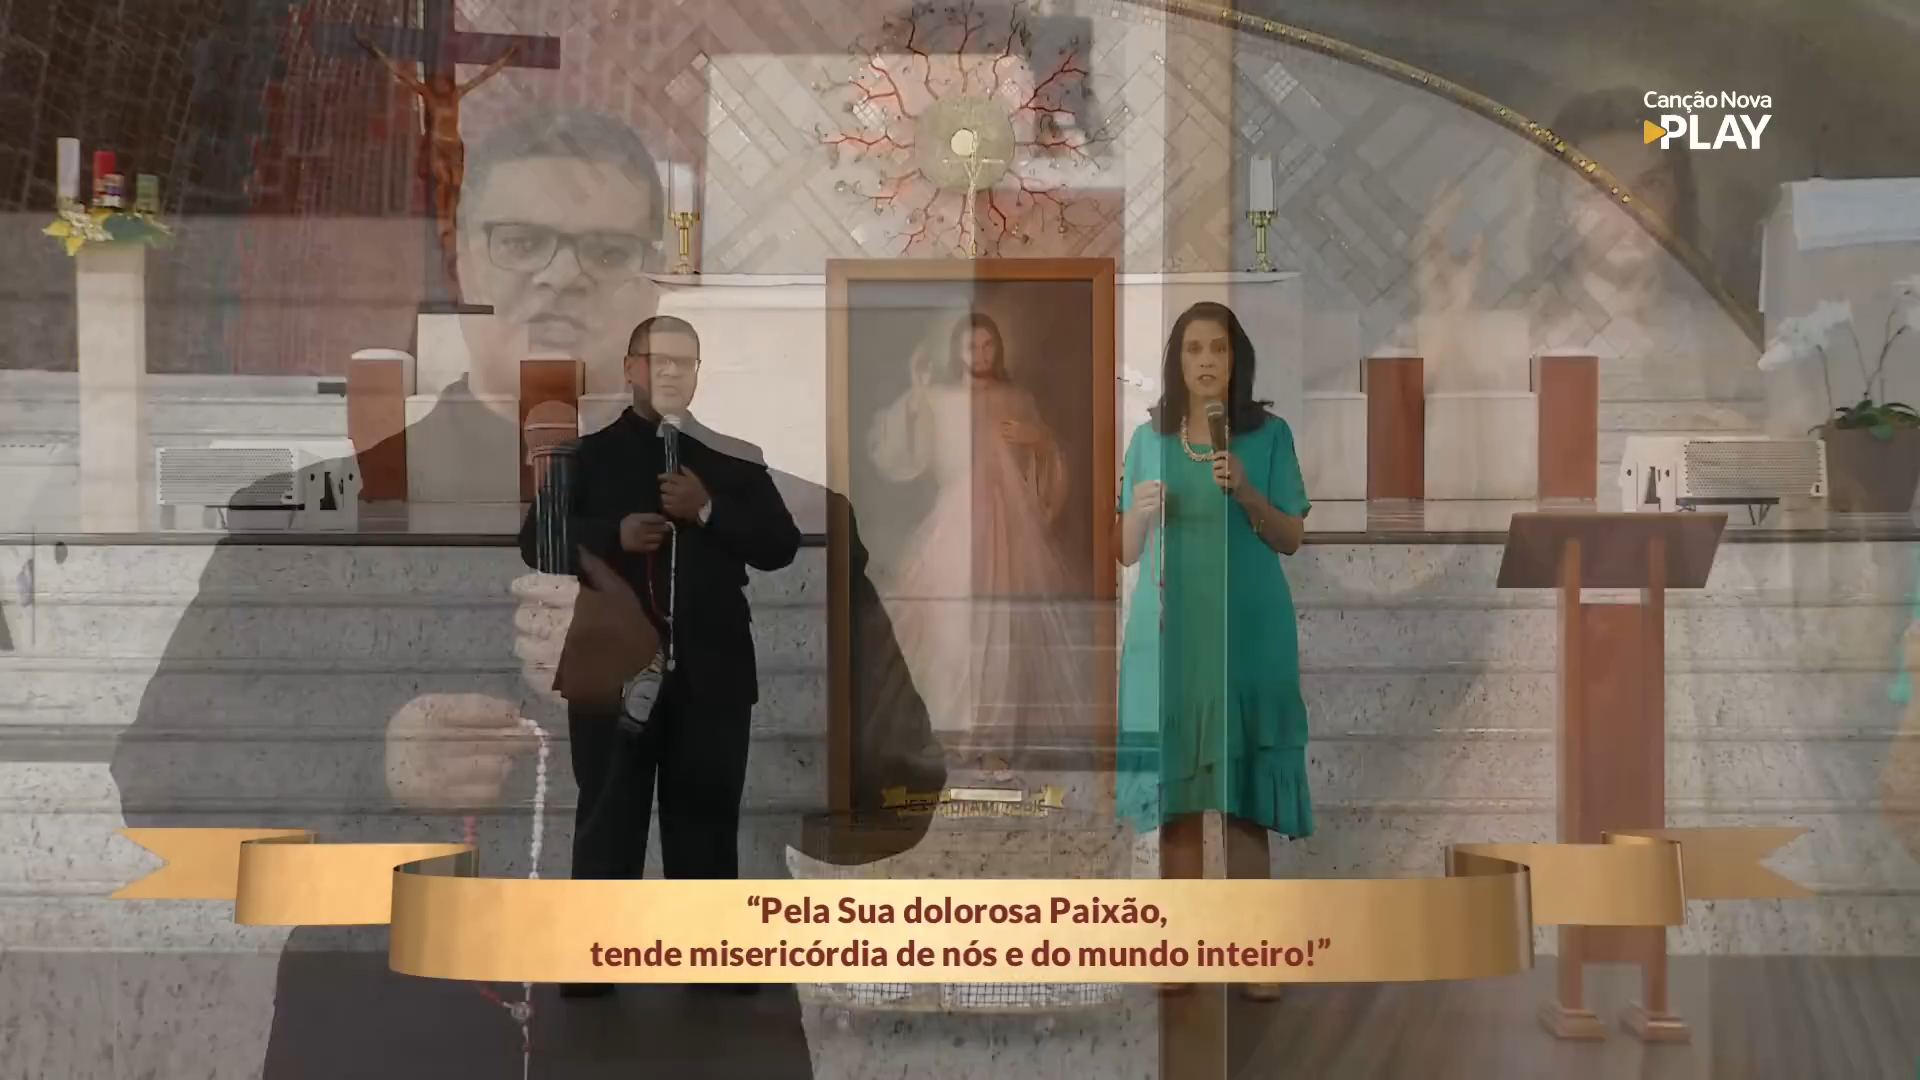 Canção Nova
PLAY
“Pela Sua dolorosa Paixão,
tende misericórdia de nós e do mundo inteiro!”